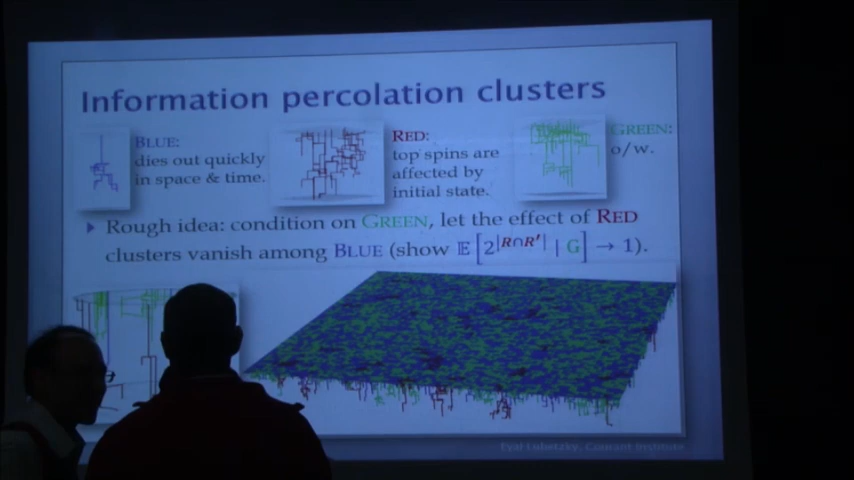 Information percolation clusters
BLUE:
dies out quickly
in space & time.
RED:
top spins are
affected by
initial state.
GREEN:
o/w.
Rough idea: condition on GREEN, let the effect of RED
clusters vanish among BLUE (show 𝔼[2^|R∩R′| | G] → 1).
Eyal Lubetzky, Courant Institute